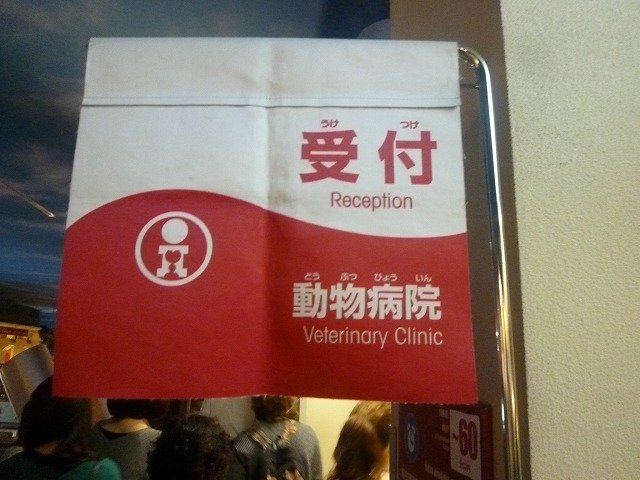 うけ つけ
受付
Reception
どう ぶつ びょう いん
動物病院
Veterinary Clinic
~60